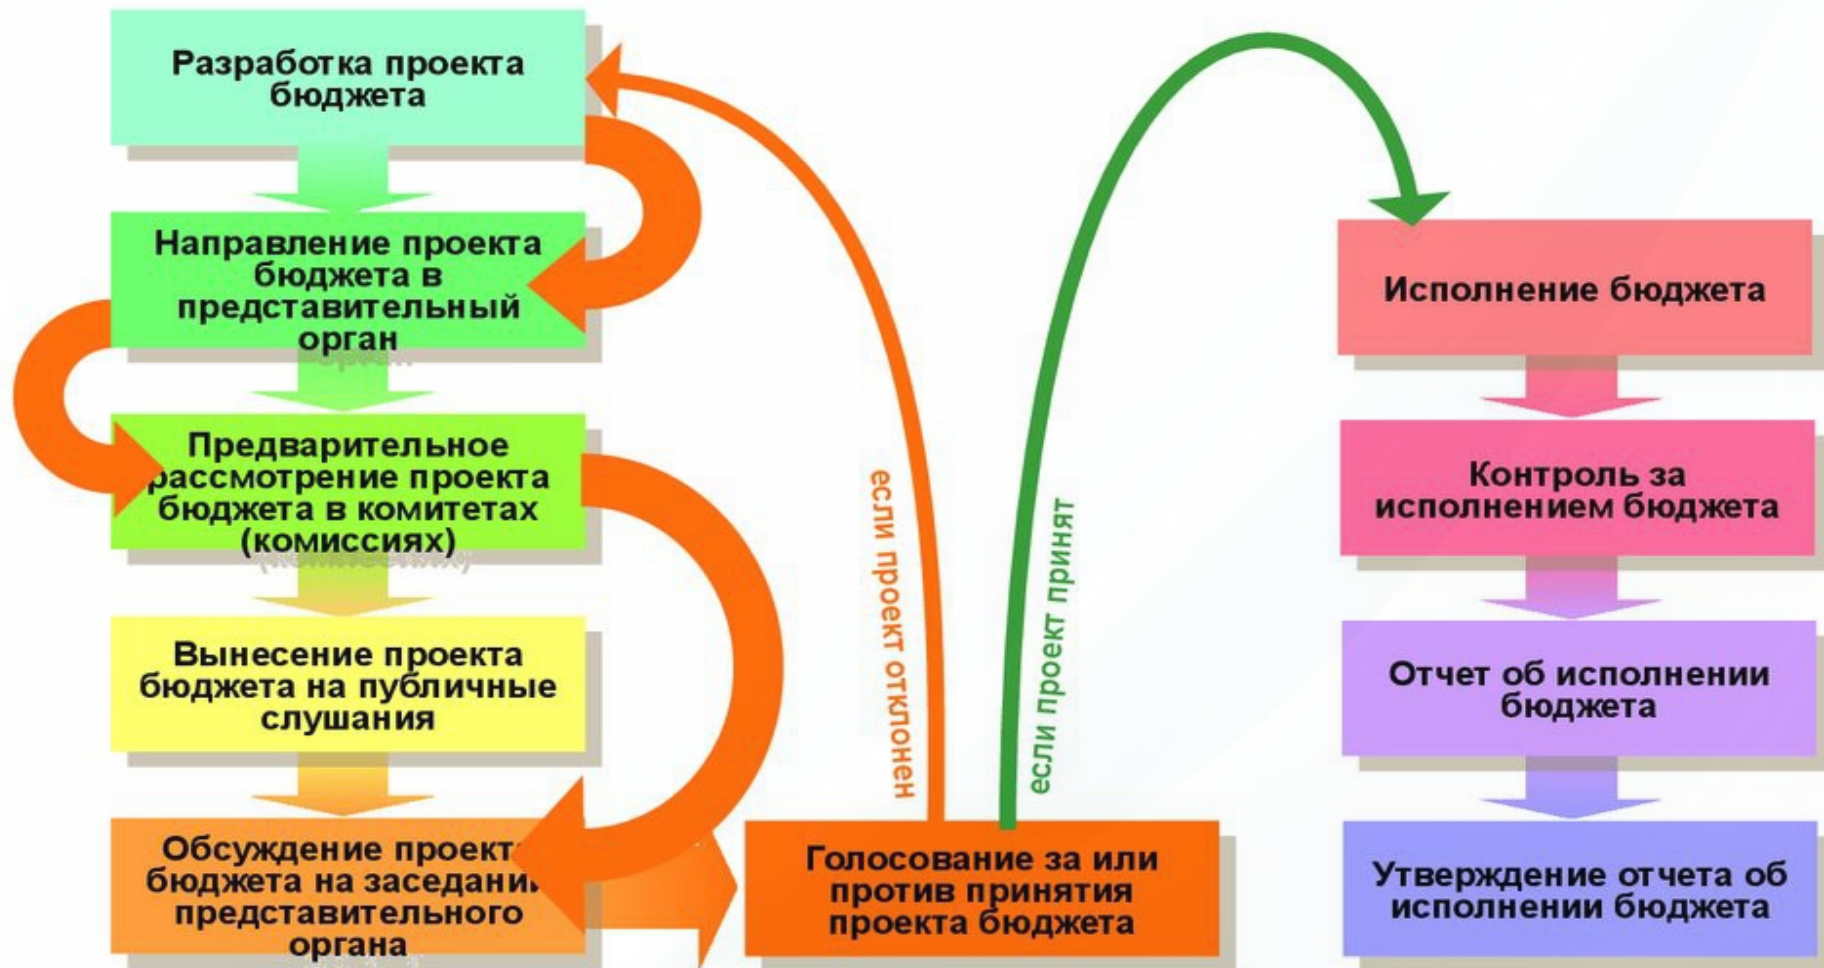 Разработка проекта
бюджета
Направление проекта
бюджета в
представительный
орган
Предварительное
рассмотрение проекта
бюджета в комитетах
(комиссиях)
Вынесение проекта
бюджета на публичные
слушания
Обсуждение проекта
бюджета на заседании
представительного
органа
Голосование за или
против принятия
проекта бюджета
если проект отклонен
если проект принят
Исполнение бюджета
Контроль за
исполнением бюджета
Отчет об исполнении
бюджета
Утверждение отчета об
исполнении бюджета